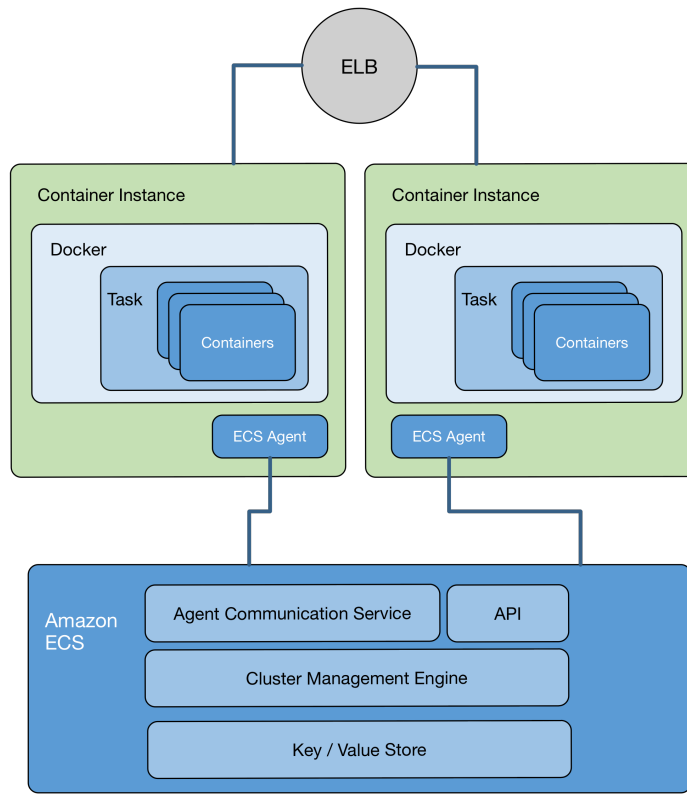 ELB
Container Instance
Docker
Task
Containers
ECS Agent
Container Instance
Docker
Task
Containers
ECS Agent
Amazon
ECS
Agent Communication Service
API
Cluster Management Engine
Key / Value Store